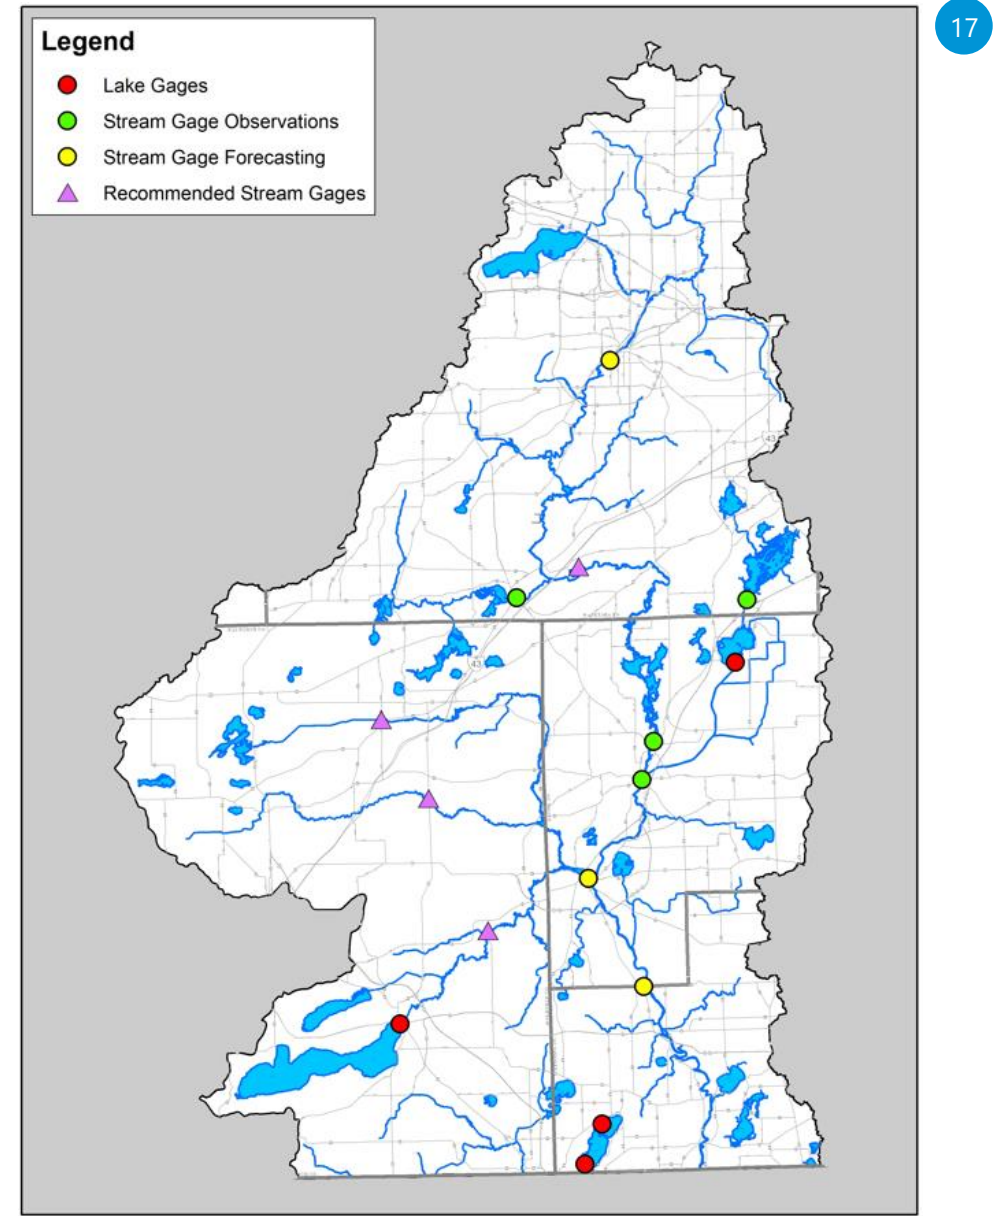 17
Legend
Lake Gages
Stream Gage Observations
Stream Gage Forecasting
Recommended Stream Gages
43
43